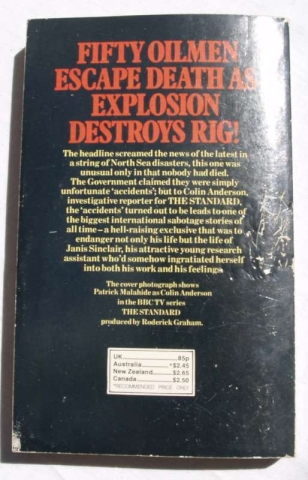 FIFTY OILMEN
ESCAPE DEATH AS
EXPLOSION
DESTROYS RIG!
The headline screamed the news of the latest in
a string of North Sea disasters, this one was
unusual only in that nobody had died.
The Government claimed they were simply
unfortunate 'accidents'; but to Colin Anderson,
investigative reporter for THE STANDARD,
the 'accidents' turned out to be leads to one of
the biggest international sabotage stories of
all time – a hell-raising exclusive that was to
endanger not only his life but the life of
Janis Sinclair, his attractive young research
assistant who'd somehow ingratiated herself
into both his work and his feelings
The cover photograph shows
Patrick Malahide as Colin Anderson
in the BBC TV series
THE STANDARD
produced by Roderick Graham.
UK 85p
Australia *$2.45
New Zealand $2.65
Canada $2.50
*RECOMMENDED PRICE ONLY